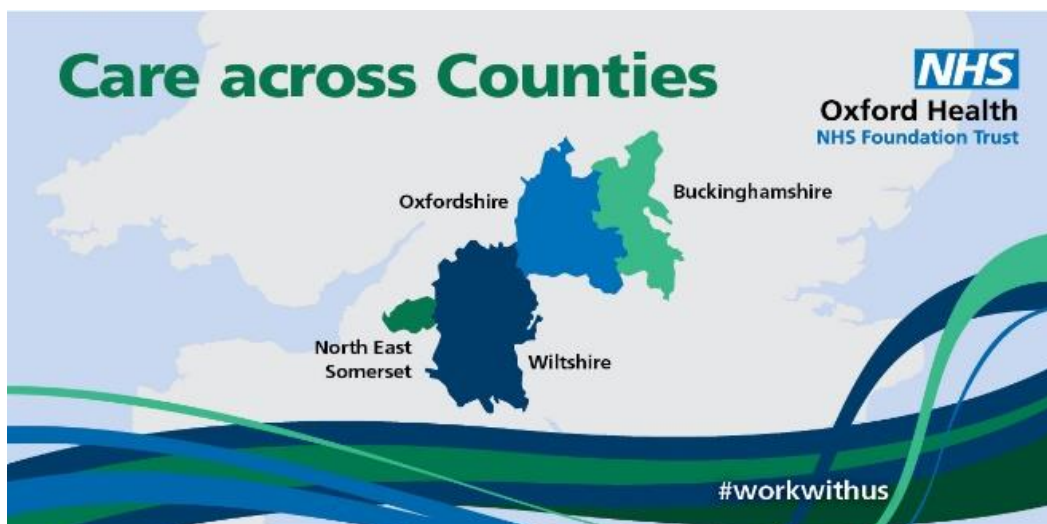 Care across Counties
NHS
Oxford Health
NHS Foundation Trust
Oxfordshire
Buckinghamshire
North East
Somerset
Wiltshire
#workwithus